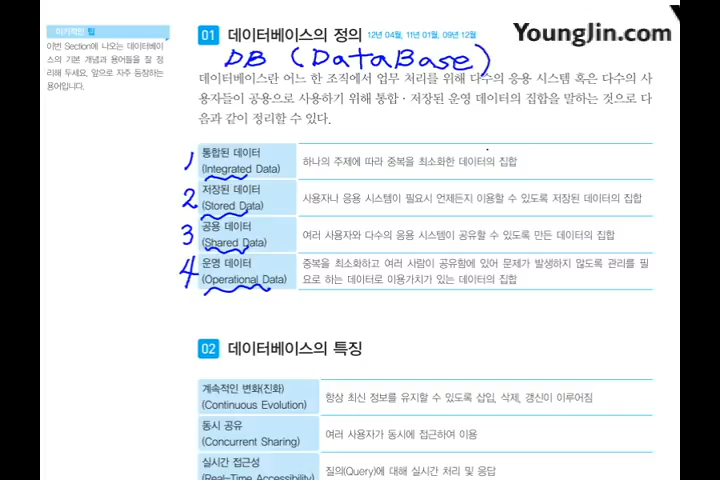 YoungJin.com
이기적인 팁
이번 Section에 나오는 데이터베이
스의 기본 개념과 용어들을 잘 정
리해 두세요. 앞으로 자주 등장하는
용어입니다.
01 데이터베이스의 정의 12년 04월, 11년 01월, 09년 12월
DB (DataBase)
데이터베이스란 어느 한 조직에서 업무 처리를 위해 다수의 응용 시스템 혹은 다수의 사
용자들이 공용으로 사용하기 위해 통합 · 저장된 운영 데이터의 집합을 말하는 것으로 다
음과 같이 정리할 수 있다.
1 통합된 데이터
(Integrated Data)
하나의 주제에 따라 중복을 최소화한 데이터의 집합
2 저장된 데이터
(Stored Data)
사용자나 응용 시스템이 필요시 언제든지 이용할 수 있도록 저장된 데이터의 집합
3 공용 데이터
(Shared Data)
여러 사용자와 다수의 응용 시스템이 공유할 수 있도록 만든 데이터의 집합
4 운영 데이터
(Operational Data)
중복을 최소화하고 여러 사람이 공유함에 있어 문제가 발생하지 않도록 관리를 필
요로 하는 데이터로 이용가치가 있는 데이터의 집합
02 데이터베이스의 특징
계속적인 변화(진화)
(Continuous Evolution)
항상 최신 정보를 유지할 수 있도록 삽입, 삭제, 갱신이 이루어짐
동시 공유
(Concurrent Sharing)
여러 사용자가 동시에 접근하여 이용
실시간 접근성
(Real-Time Accessibility)
질의(Query)에 대해 실시간 처리 및 응답